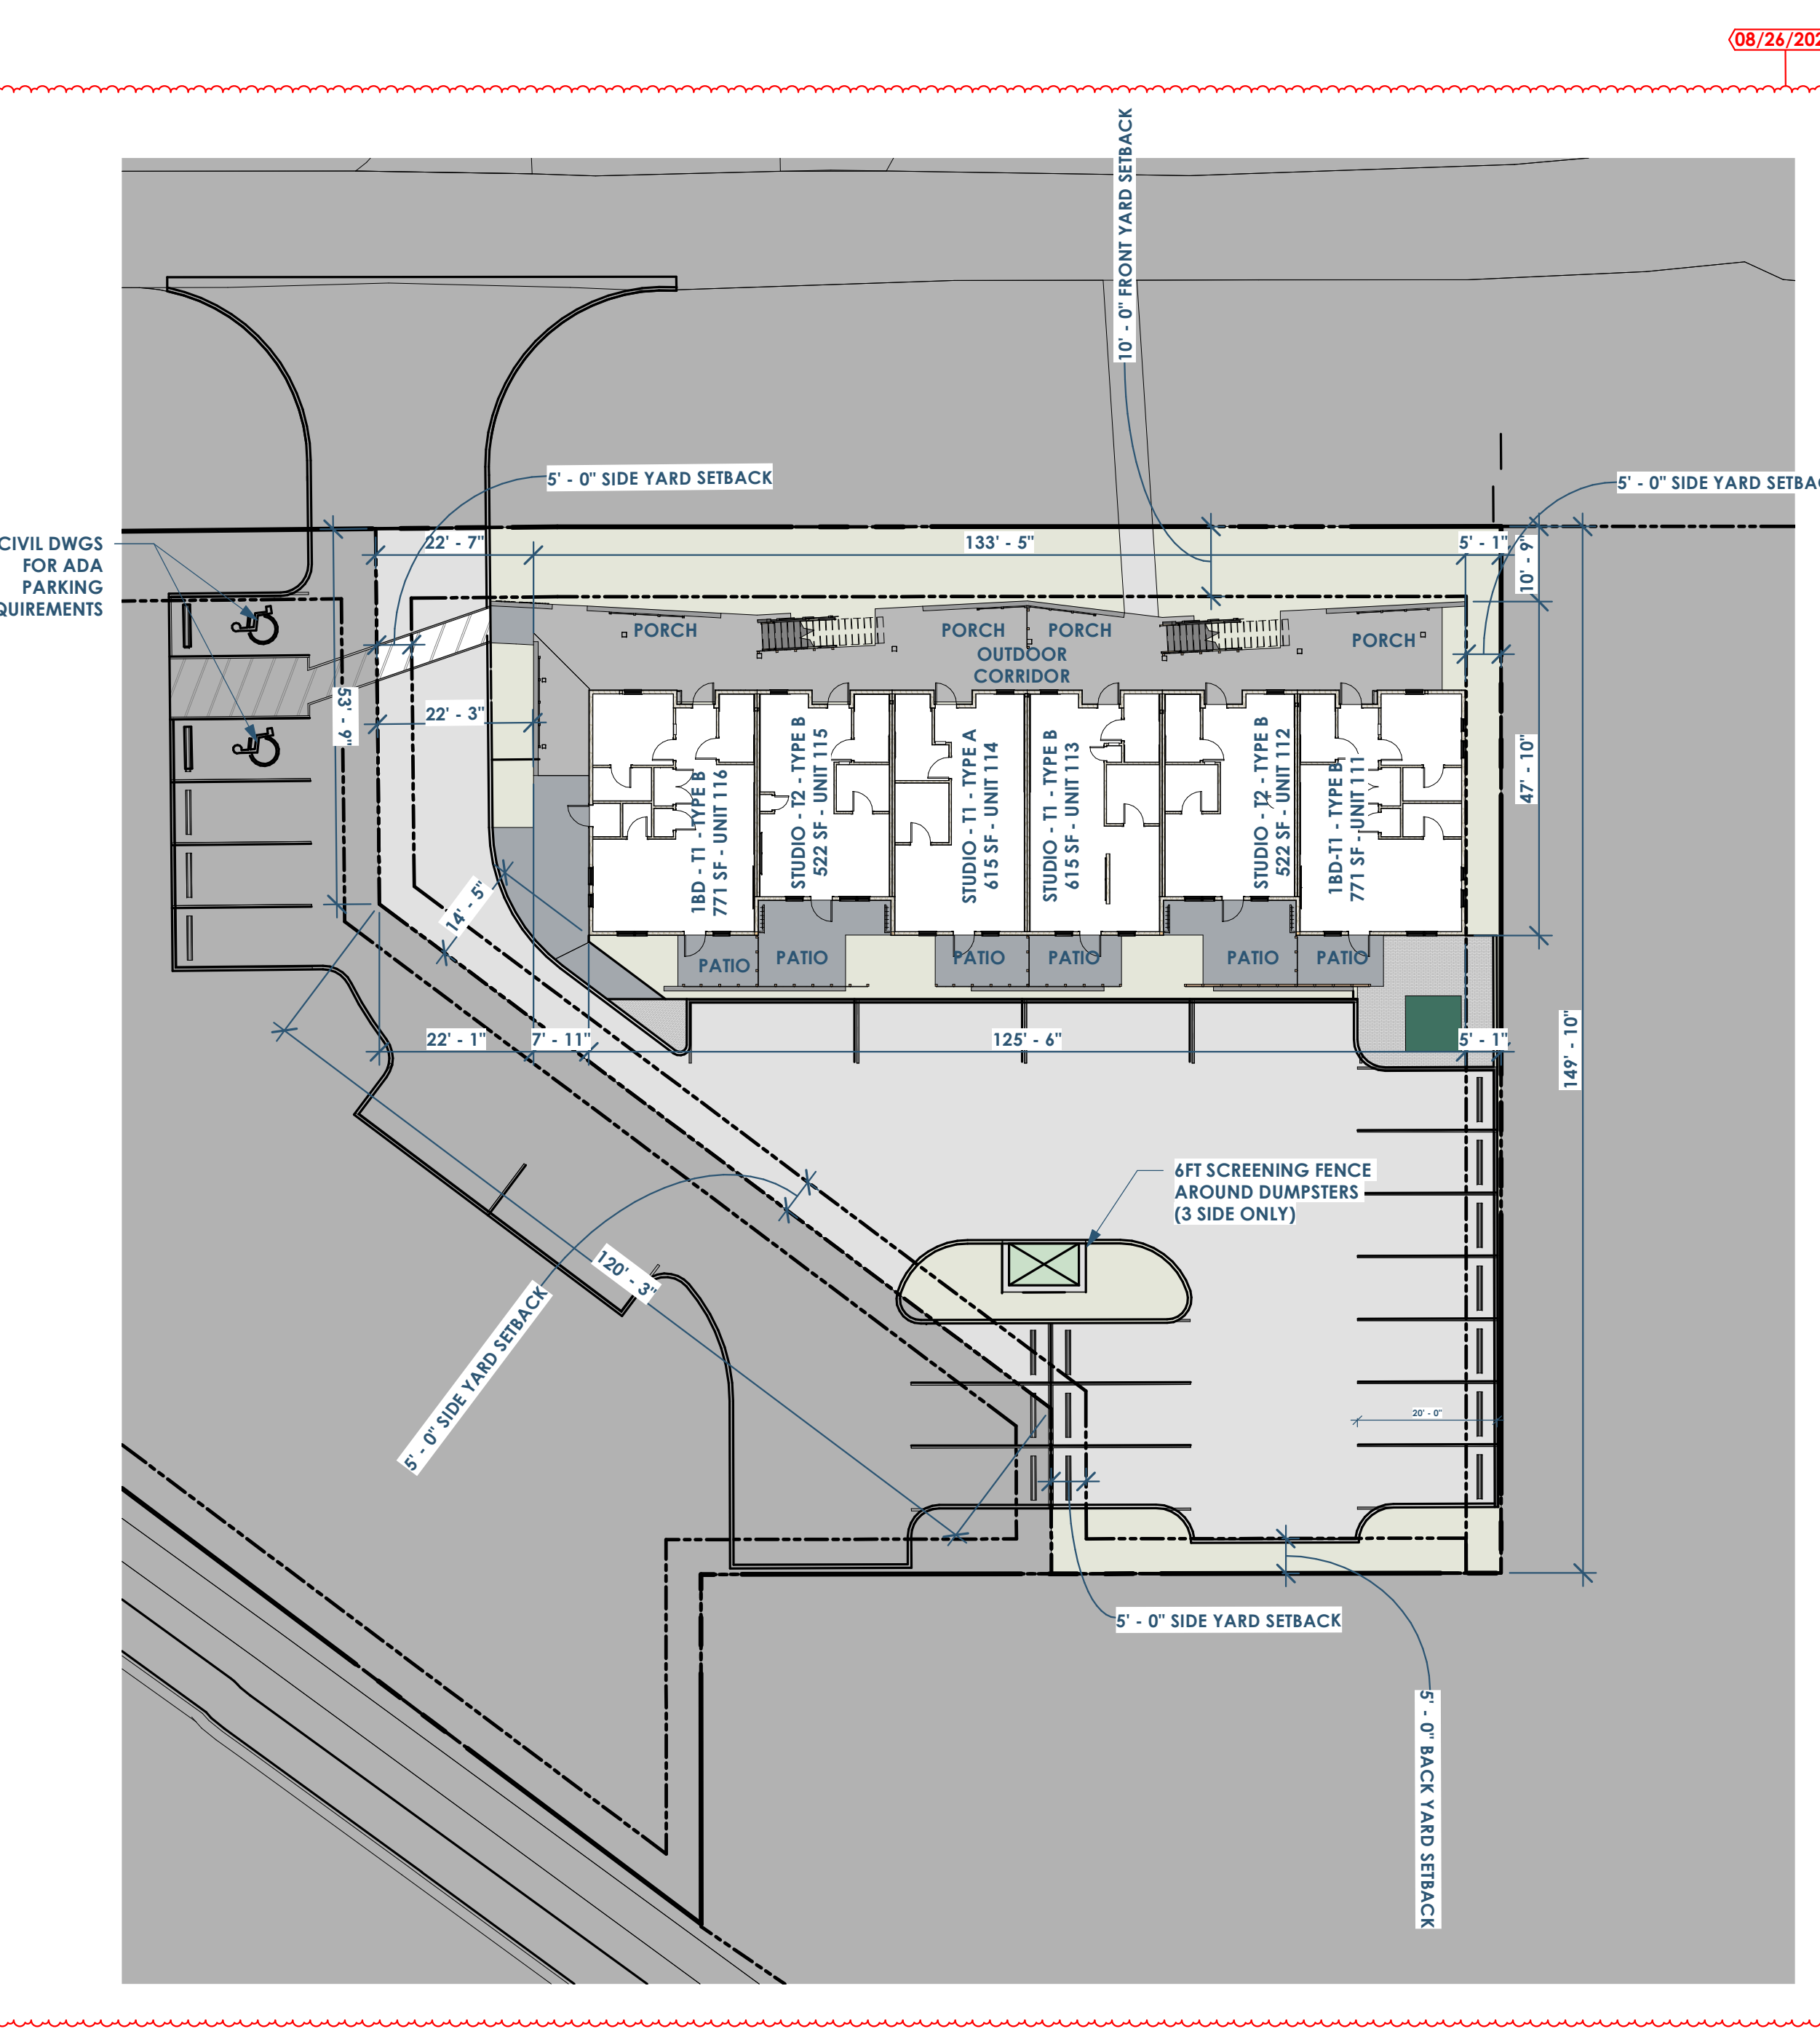 08/26/202
10' - 0" FRONT YARD SETBACK
5' - 0" SIDE YARD SETBACK
5' - 0" SIDE YARD SETBAC
CIVIL DWGS
FOR ADA
PARKING
QUIREMENTS
22' - 7"
133' - 5"
5' - 1"
10' - 9"
PORCH
PORCH
PORCH
PORCH
OUTDOOR
CORRIDOR
53' - 9"
22' - 3"
47' - 10"
1BD - T1 - TYPE B
771 SF - UNIT 116
STUDIO - T2 - TYPE B
522 SF - UNIT 115
STUDIO - T1 - TYPE A
615 SF - UNIT 114
STUDIO - T1 - TYPE B
615 SF - UNIT 113
STUDIO - T2 - TYPE B
522 SF - UNIT 112
1BD-T1 - TYPE B
771 SF - UNIT 111
14' - 5"
PATIO
PATIO
PATIO
PATIO
PATIO
PATIO
22' - 1"
7' - 11"
125' - 6"
5' - 1"
149' - 10"
6FT SCREENING FENCE
AROUND DUMPSTERS
(3 SIDE ONLY)
120' - 3"
5' - 0" SIDE YARD SETBACK
20' - 0"
5' - 0" SIDE YARD SETBACK
5' - 0" BACK YARD SETBACK